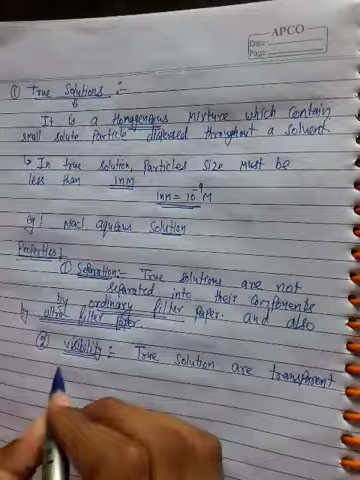 APCO
Date
Page
① True Solutions :-
It is a Homogeneous Mixture which contain
small solute particle dispersed throughout a solvent.
↳ In true solution, Particles size must be
less than 1nM
1nM = 10⁻⁹ M
eg: Nacl aqueous Solution
Properties:
① Separation:- True solutions are not
separated into their components
by ordinary filter paper. and also
by ultra filter paper.
② visibility :- True solution are transparent